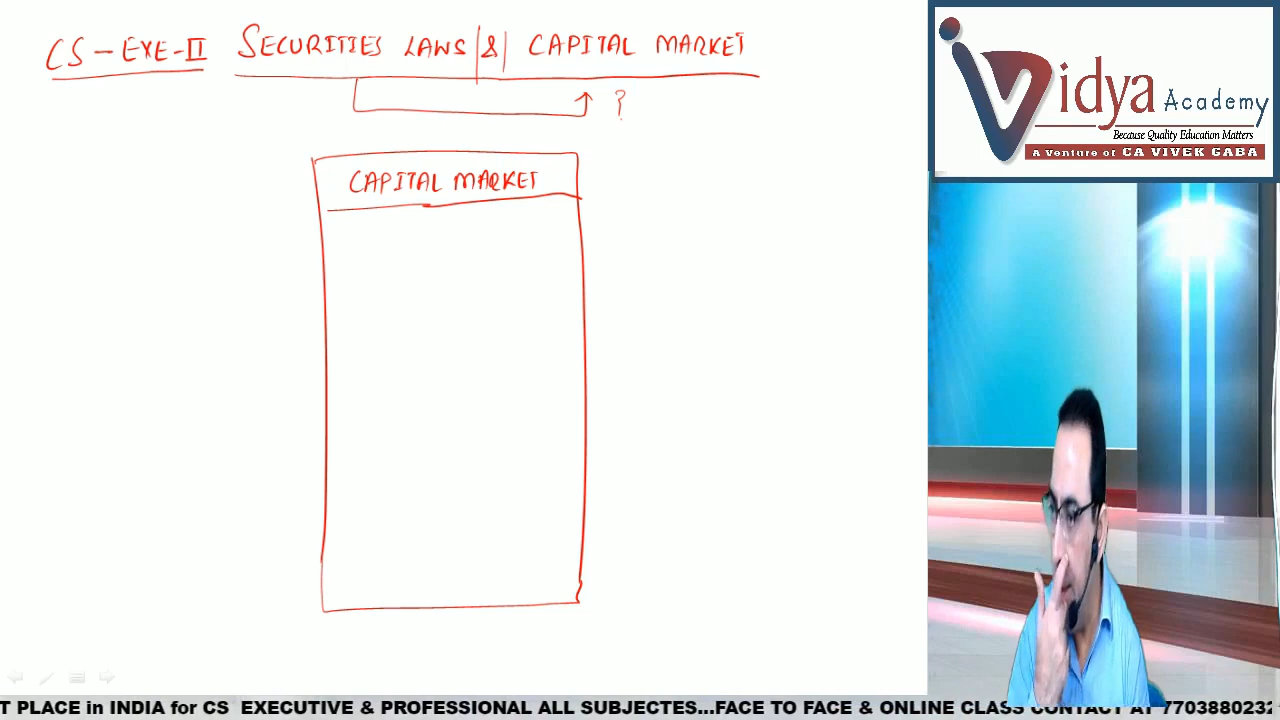 CS - EXE-II SECURITIES LAWS & CAPITAL MARKET
?
CAPITAL MARKET
Vidya Academy
Because Quality Education Matters
A Venture of CA VIVEK GABA
T PLACE in INDIA for CS EXECUTIVE & PROFESSIONAL ALL SUBJECTES...FACE TO FACE & ONLINE CLASS CONTACT AT 7703880232